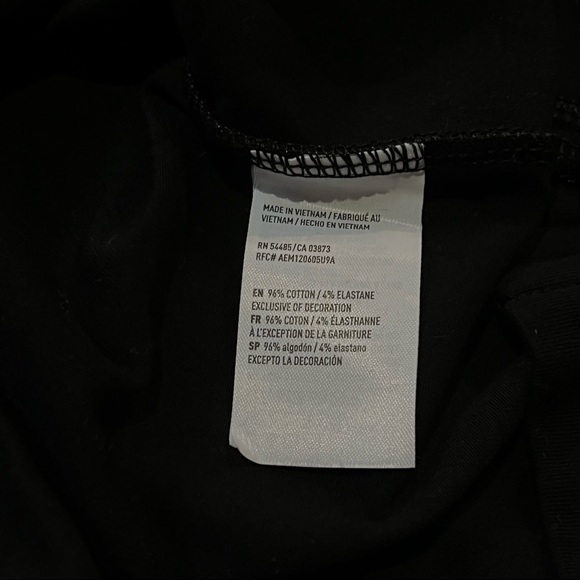 MADE IN VIETNAM / FABRIQUÉ AU
VIETNAM / HECHO EN VIETNAM
RN 54485/CA 03873
RFC# AEM120605U9A
EN 96% COTTON / 4% ELASTANE
EXCLUSIVE OF DECORATION
FR 96% COTON / 4% ÉLASTHANNE
À L'EXCEPTION DE LA GARNITURE
SP 96% algodón / 4% elastano
EXCEPTO LA DECORACIÓN